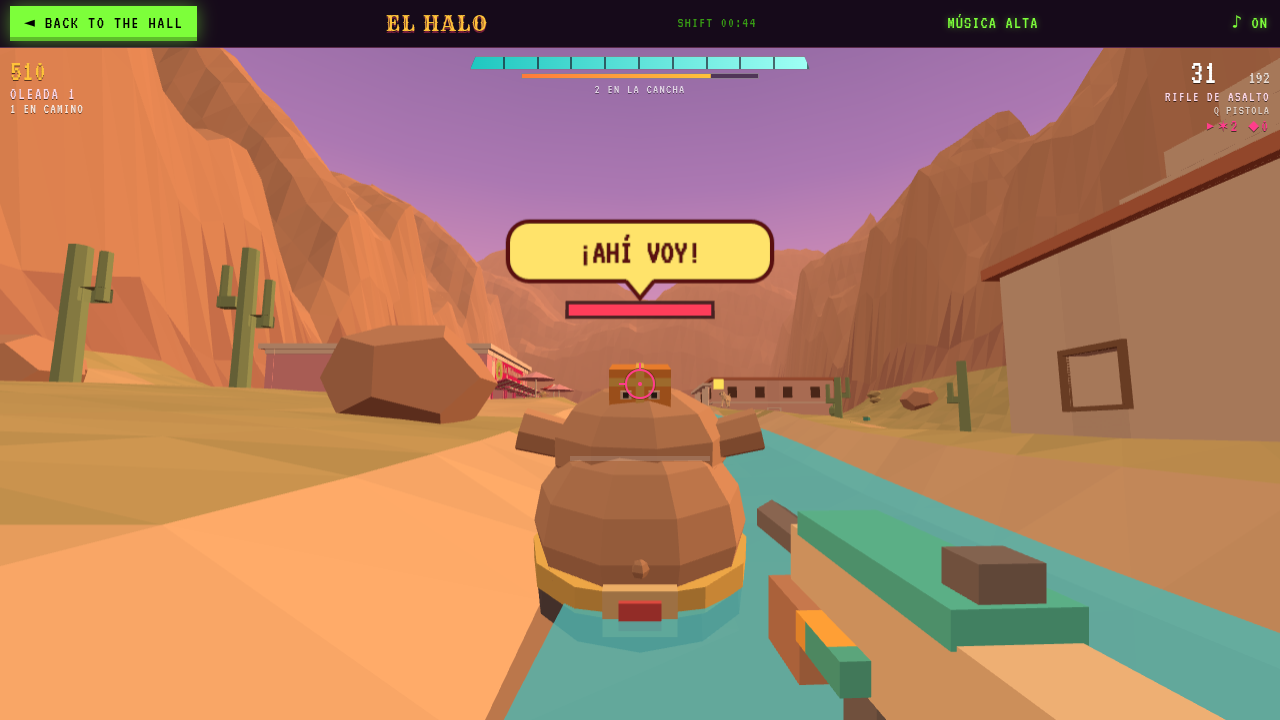 ◄ BACK TO THE HALL
EL HALO
SHIFT 00:44
MÚSICA ALTA
♪ ON
510
OLEADA 1
1 EN CAMINO
2 EN LA CANCHA
31 192
RIFLE DE ASALTO
Q PISTOLA
¡AHÍ VOY!